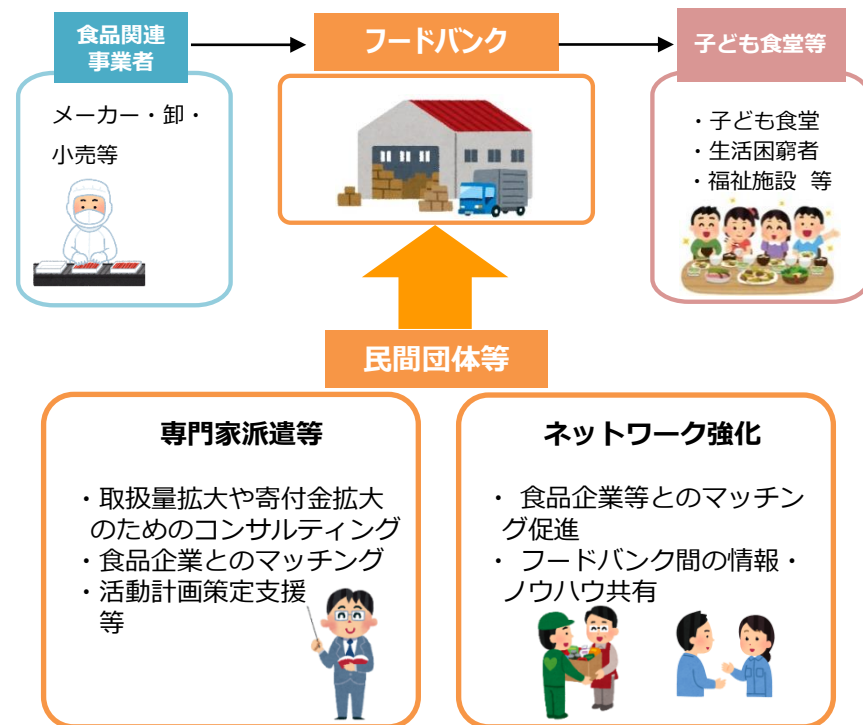 食品関連
事業者
フードバンク
子ども食堂等
メーカー・卸・
小売等
・子ども食堂
・生活困窮者
・福祉施設 等
民間団体等
専門家派遣等
・取扱量拡大や寄付金拡大
のためのコンサルティング
・食品企業とのマッチング
・活動計画策定支援
等
ネットワーク強化
・ 食品企業等とのマッチン
グ促進
・ フードバンク間の情報・
ノウハウ共有